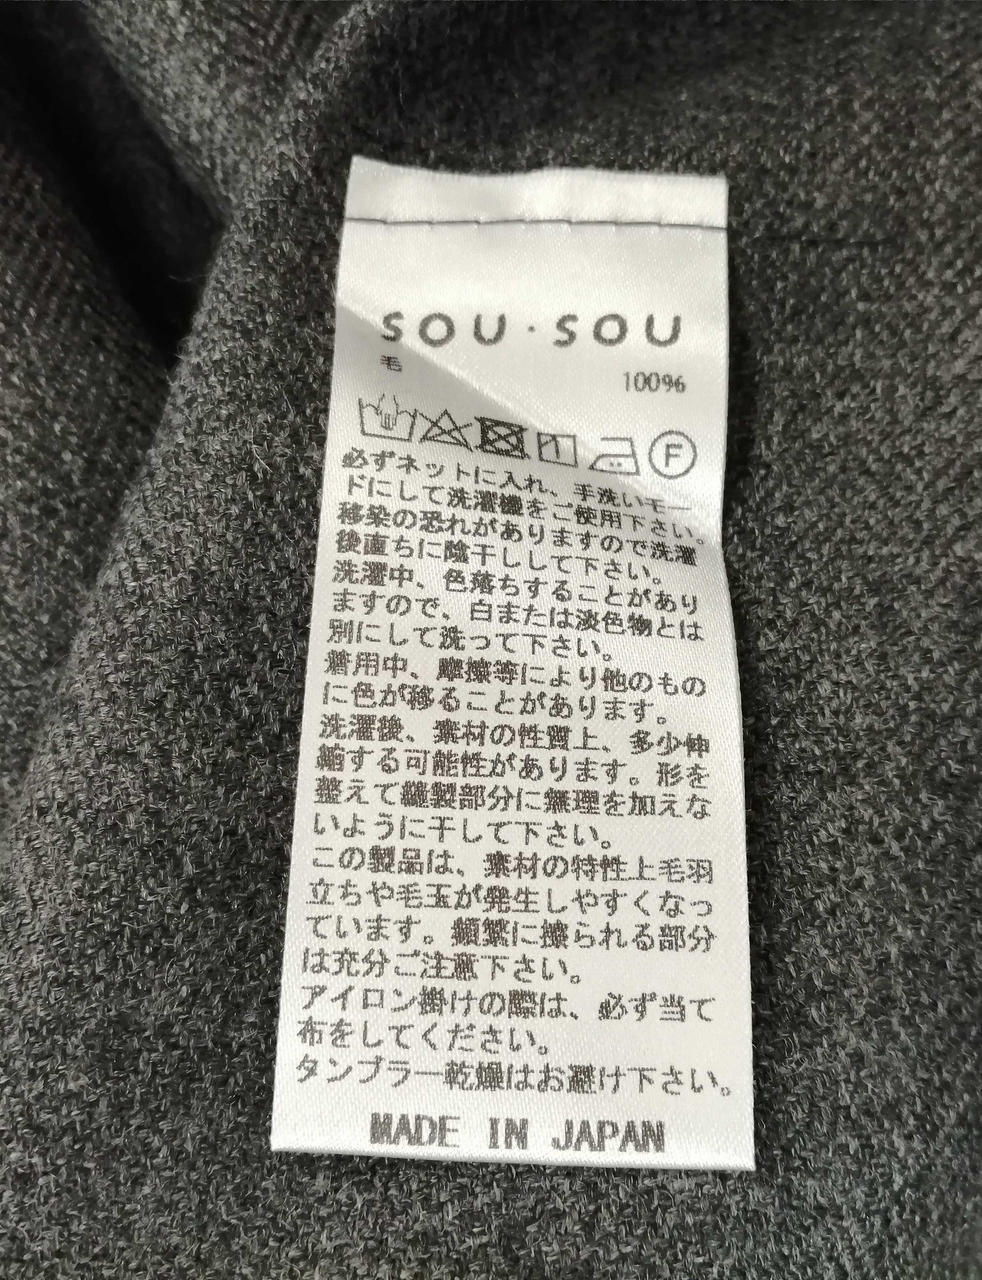 SOU・SOU
毛 100%
F
必ずネットに入れ、手洗いモー
ドにして洗濯機をご使用下さい。
移染の恐れがありますので洗濯
後直ちに陰干しして下さい。
洗濯中、色落ちすることがあり
ますので、白または淡色物とは
別にして洗って下さい。
着用中、摩擦等により他のもの
に色が移ることがあります。
洗濯後、素材の性質上、多少伸
縮する可能性があります。形を
整えて縫製部分に無理を加えな
いように干して下さい。
この製品は、素材の特性上毛羽
立ちや毛玉が発生しやすくなっ
ています。頻繁に擦られる部分
は充分ご注意下さい。
アイロン掛けの際は、必ず当て
布をしてください。
タンブラー乾燥はお避け下さい。
MADE IN JAPAN